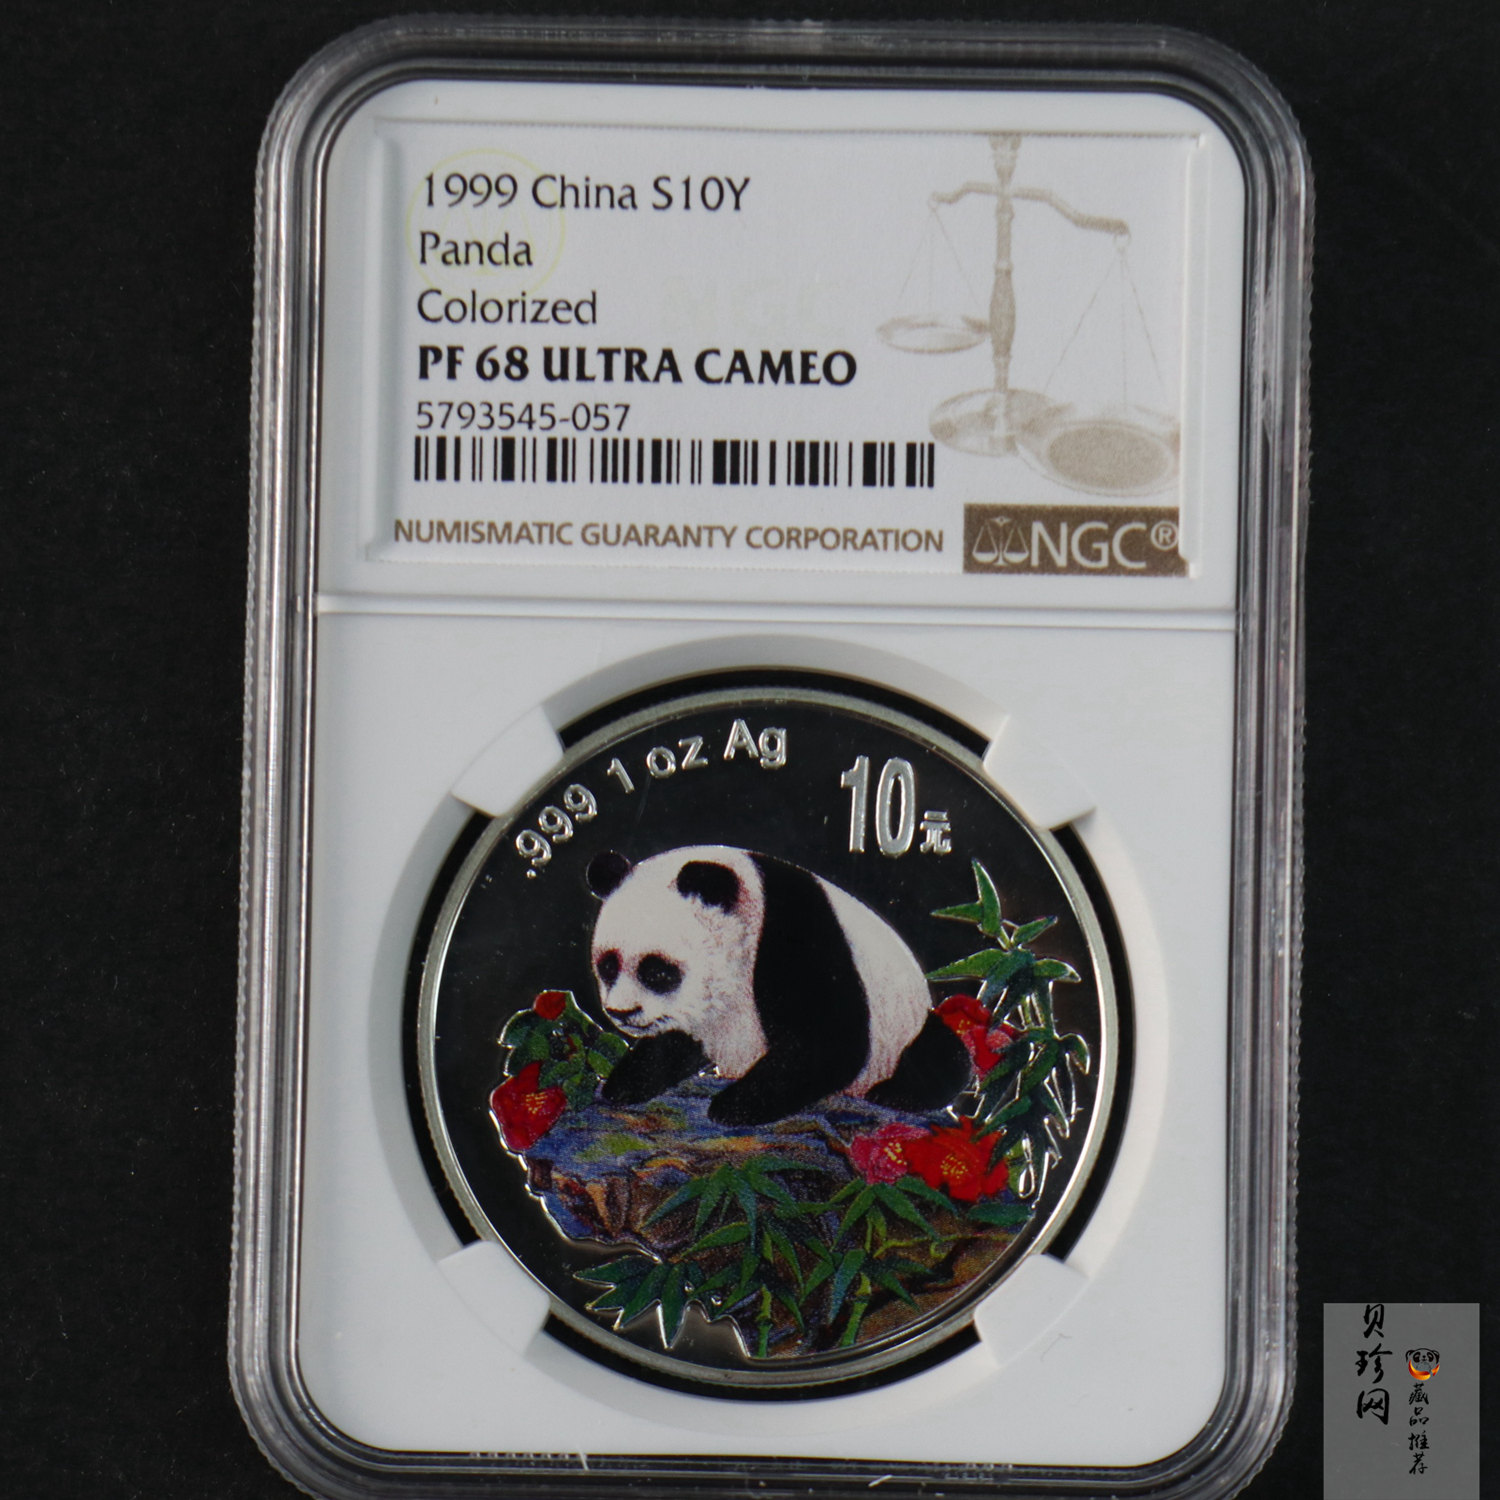 1999 China S10Y
Panda
Colorized
PF 68 ULTRA CAMEO
5793545-057
NUMISMATIC GUARANTY CORPORATION
NGC®
.999 1 oz Ag
10元
贝珍网
藏品推荐